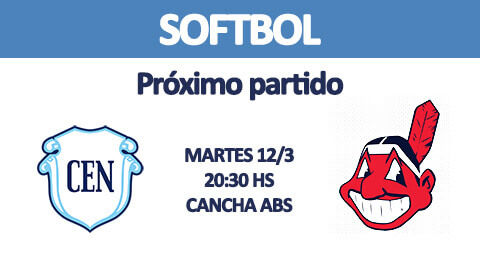 SOFTBOL
Próximo partido
CEN
MARTES 12/3
20:30 HS
CANCHA ABS